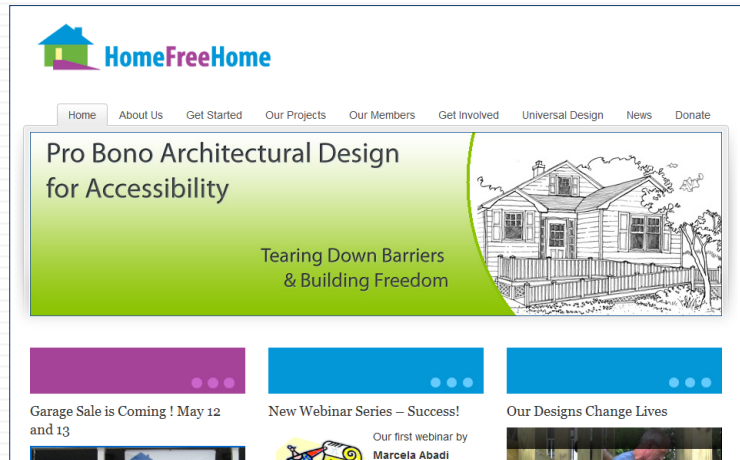 HomeFreeHome
Home About Us Get Started Our Projects Our Members Get Involved Universal Design News Donate
Pro Bono Architectural Design
for Accessibility
Tearing Down Barriers
& Building Freedom
Garage Sale is Coming ! May 12
and 13
New Webinar Series – Success!
Our first webinar by
Marcela Abadi
Our Designs Change Lives